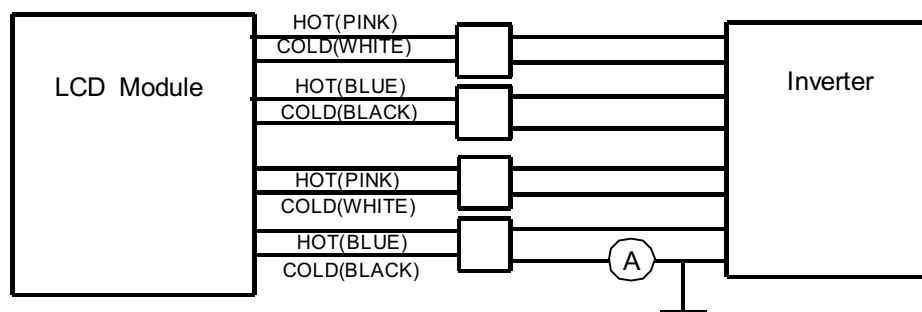 HOT(PINK)
COLD(WHITE)
LCD Module
HOT(BLUE)
COLD(BLACK)
Inverter
HOT(PINK)
COLD(WHITE)
HOT(BLUE)
COLD(BLACK)
A